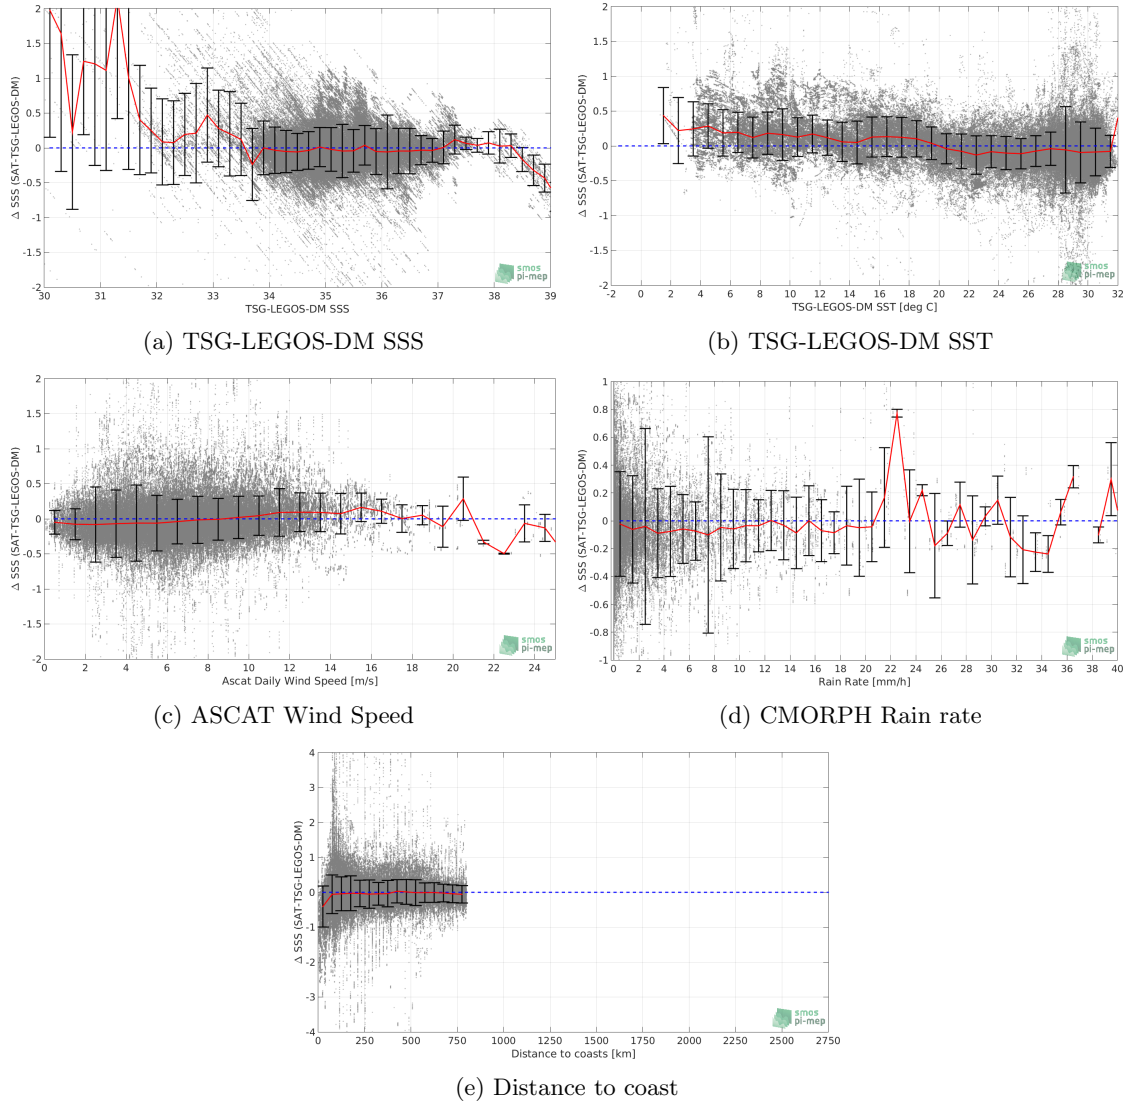 2
1.5
1
0.5
0
-0.5
-1
-1.5
-2
Δ SSS (SAT-TSG-LEGOS-DM)
30 31 32 33 34 35 36 37 38 39
TSG-LEGOS-DM SSS
smos
pi-mep
(a) TSG-LEGOS-DM SSS
2
1.5
1
0.5
0
-0.5
-1
-1.5
-2
Δ SSS (SAT-TSG-LEGOS-DM)
-2 0 2 4 6 8 10 12 14 16 18 20 22 24 26 28 30 32
TSG-LEGOS-DM SST [deg C]
smos
pi-mep
(b) TSG-LEGOS-DM SST
2
1.5
1
0.5
0
-0.5
-1
-1.5
-2
Δ SSS (SAT-TSG-LEGOS-DM)
0 2 4 6 8 10 12 14 16 18 20 22 24
Ascat Daily Wind Speed [m/s]
smos
pi-mep
(c) ASCAT Wind Speed
1
0.8
0.6
0.4
0.2
0
-0.2
-0.4
-0.6
-0.8
-1
Δ SSS (SAT-TSG-LEGOS-DM)
0 2 4 6 8 10 12 14 16 18 20 22 24 26 28 30 32 34 36 38 40
Rain Rate [mm/h]
smos
pi-mep
(d) CMORPH Rain rate
4
3
2
1
0
-1
-2
-3
-4
Δ SSS (SAT-TSG-LEGOS-DM)
0 250 500 750 1000 1250 1500 1750 2000 2250 2500 2750
Distance to coasts [km]
smos
pi-mep
(e) Distance to coast